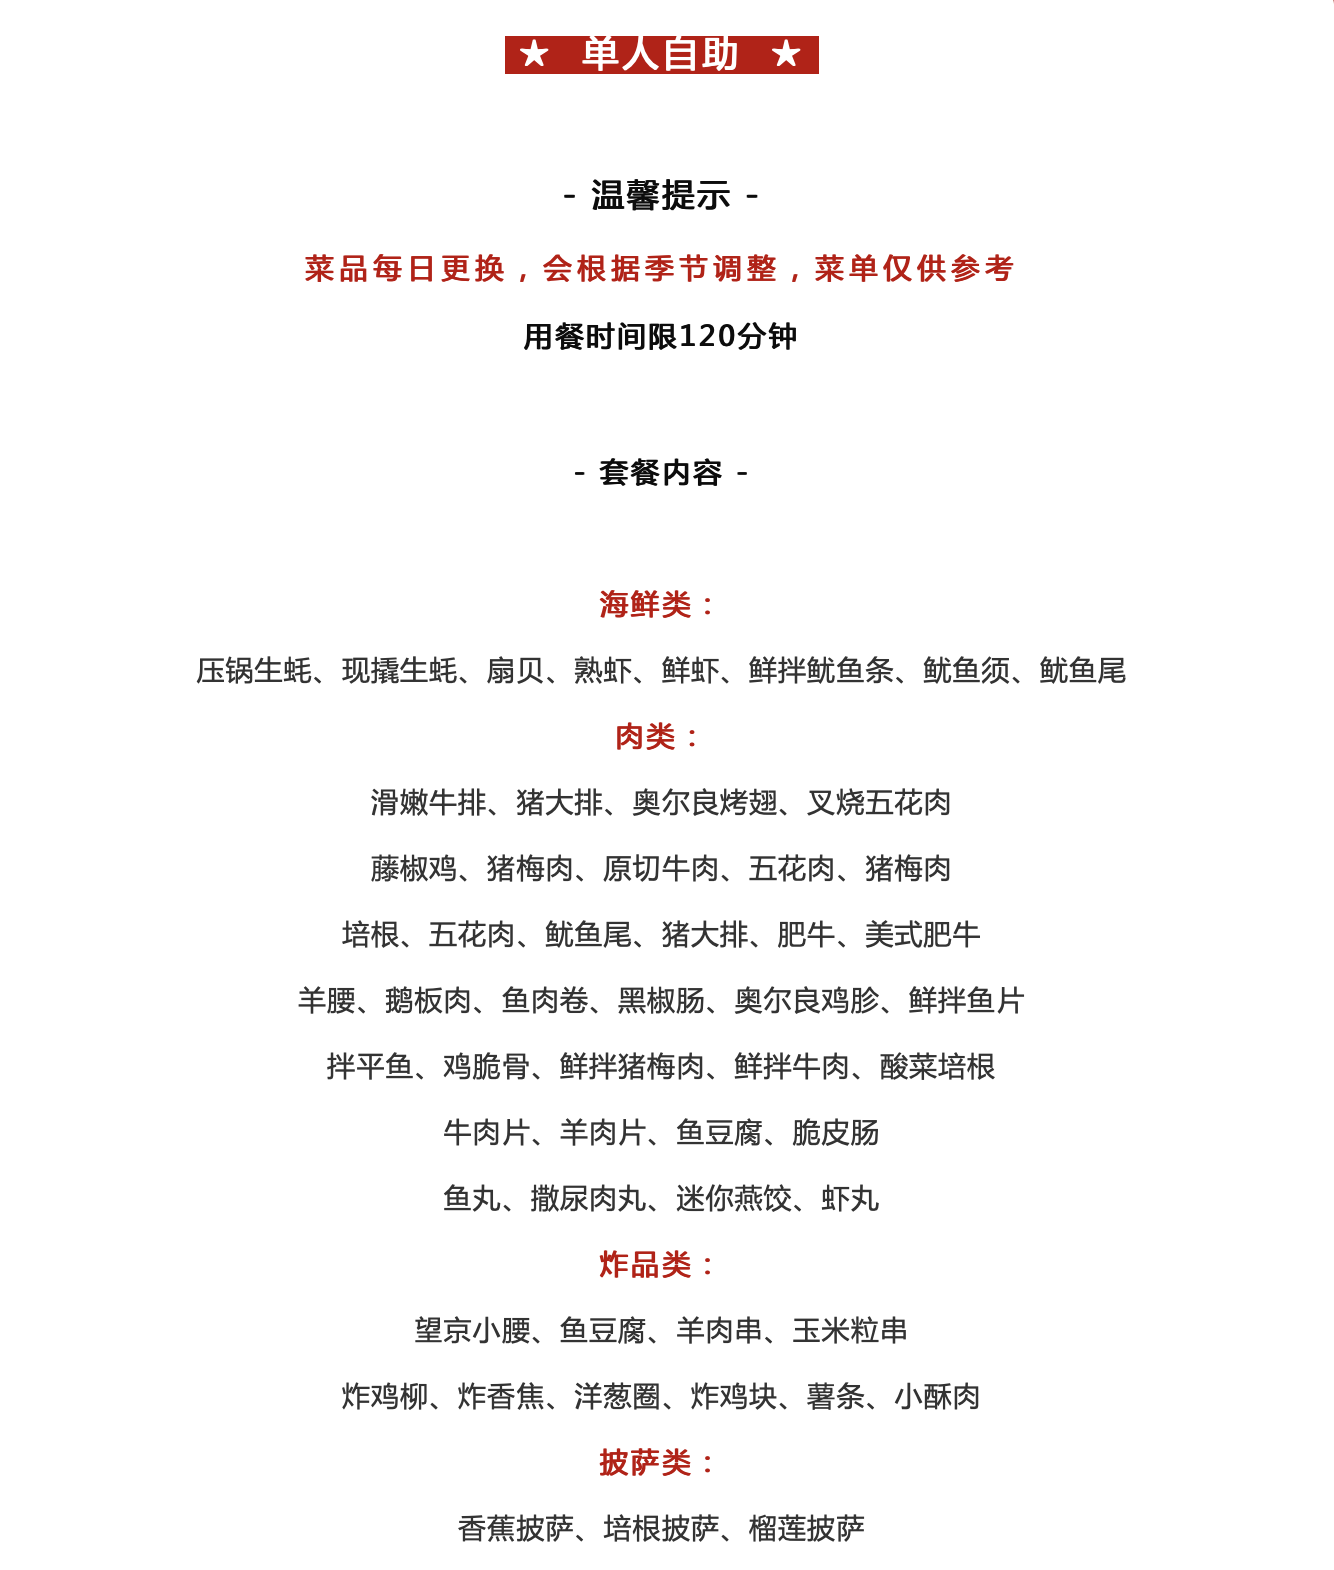 ★ 单人自助 ★
- 温馨提示 -
菜品每日更换，会根据季节调整，菜单仅供参考
用餐时间限120分钟
- 套餐内容 -
海鲜类：
压锅生蚝、现撬生蚝、扇贝、熟虾、鲜虾、鲜拌鱿鱼条、鱿鱼须、鱿鱼尾
肉类：
滑嫩牛排、猪大排、奥尔良烤翅、叉烧五花肉
藤椒鸡、猪梅肉、原切牛肉、五花肉、猪梅肉
培根、五花肉、鱿鱼尾、猪大排、肥牛、美式肥牛
羊腰、鹅板肉、鱼肉卷、黑椒肠、奥尔良鸡胗、鲜拌鱼片
拌平鱼、鸡脆骨、鲜拌猪梅肉、鲜拌牛肉、酸菜培根
牛肉片、羊肉片、鱼豆腐、脆皮肠
鱼丸、撒尿肉丸、迷你燕饺、虾丸
炸品类：
望京小腰、鱼豆腐、羊肉串、玉米粒串
炸鸡柳、炸香焦、洋葱圈、炸鸡块、薯条、小酥肉
披萨类：
香蕉披萨、培根披萨、榴莲披萨